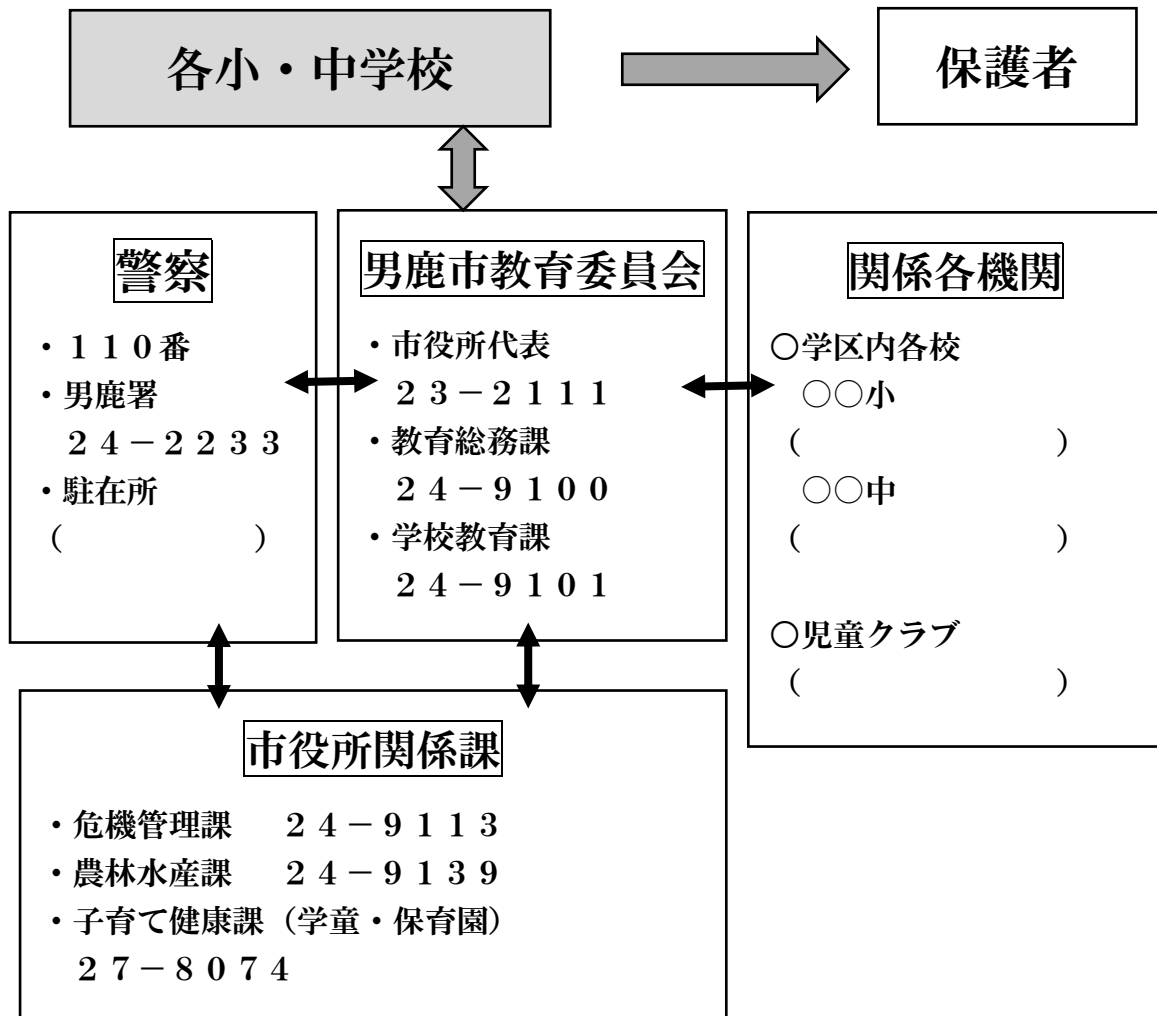 各小・中学校
保護者
警察
・１１０番
・男鹿署
２４－２２３３
・駐在所
（　　　　　　）
男鹿市教育委員会
・市役所代表
２３－２１１１
・教育総務課
２４－９１００
・学校教育課
２４－９１０１
関係各機関
○学区内各校
○○小
（　　　　　　　）
○○中
（　　　　　　　）
○児童クラブ
（　　　　　　　）
市役所関係課
・危機管理課　２４－９１１３
・農林水産課　２４－９１３９
・子育て健康課（学童・保育園）
２７－８０７４